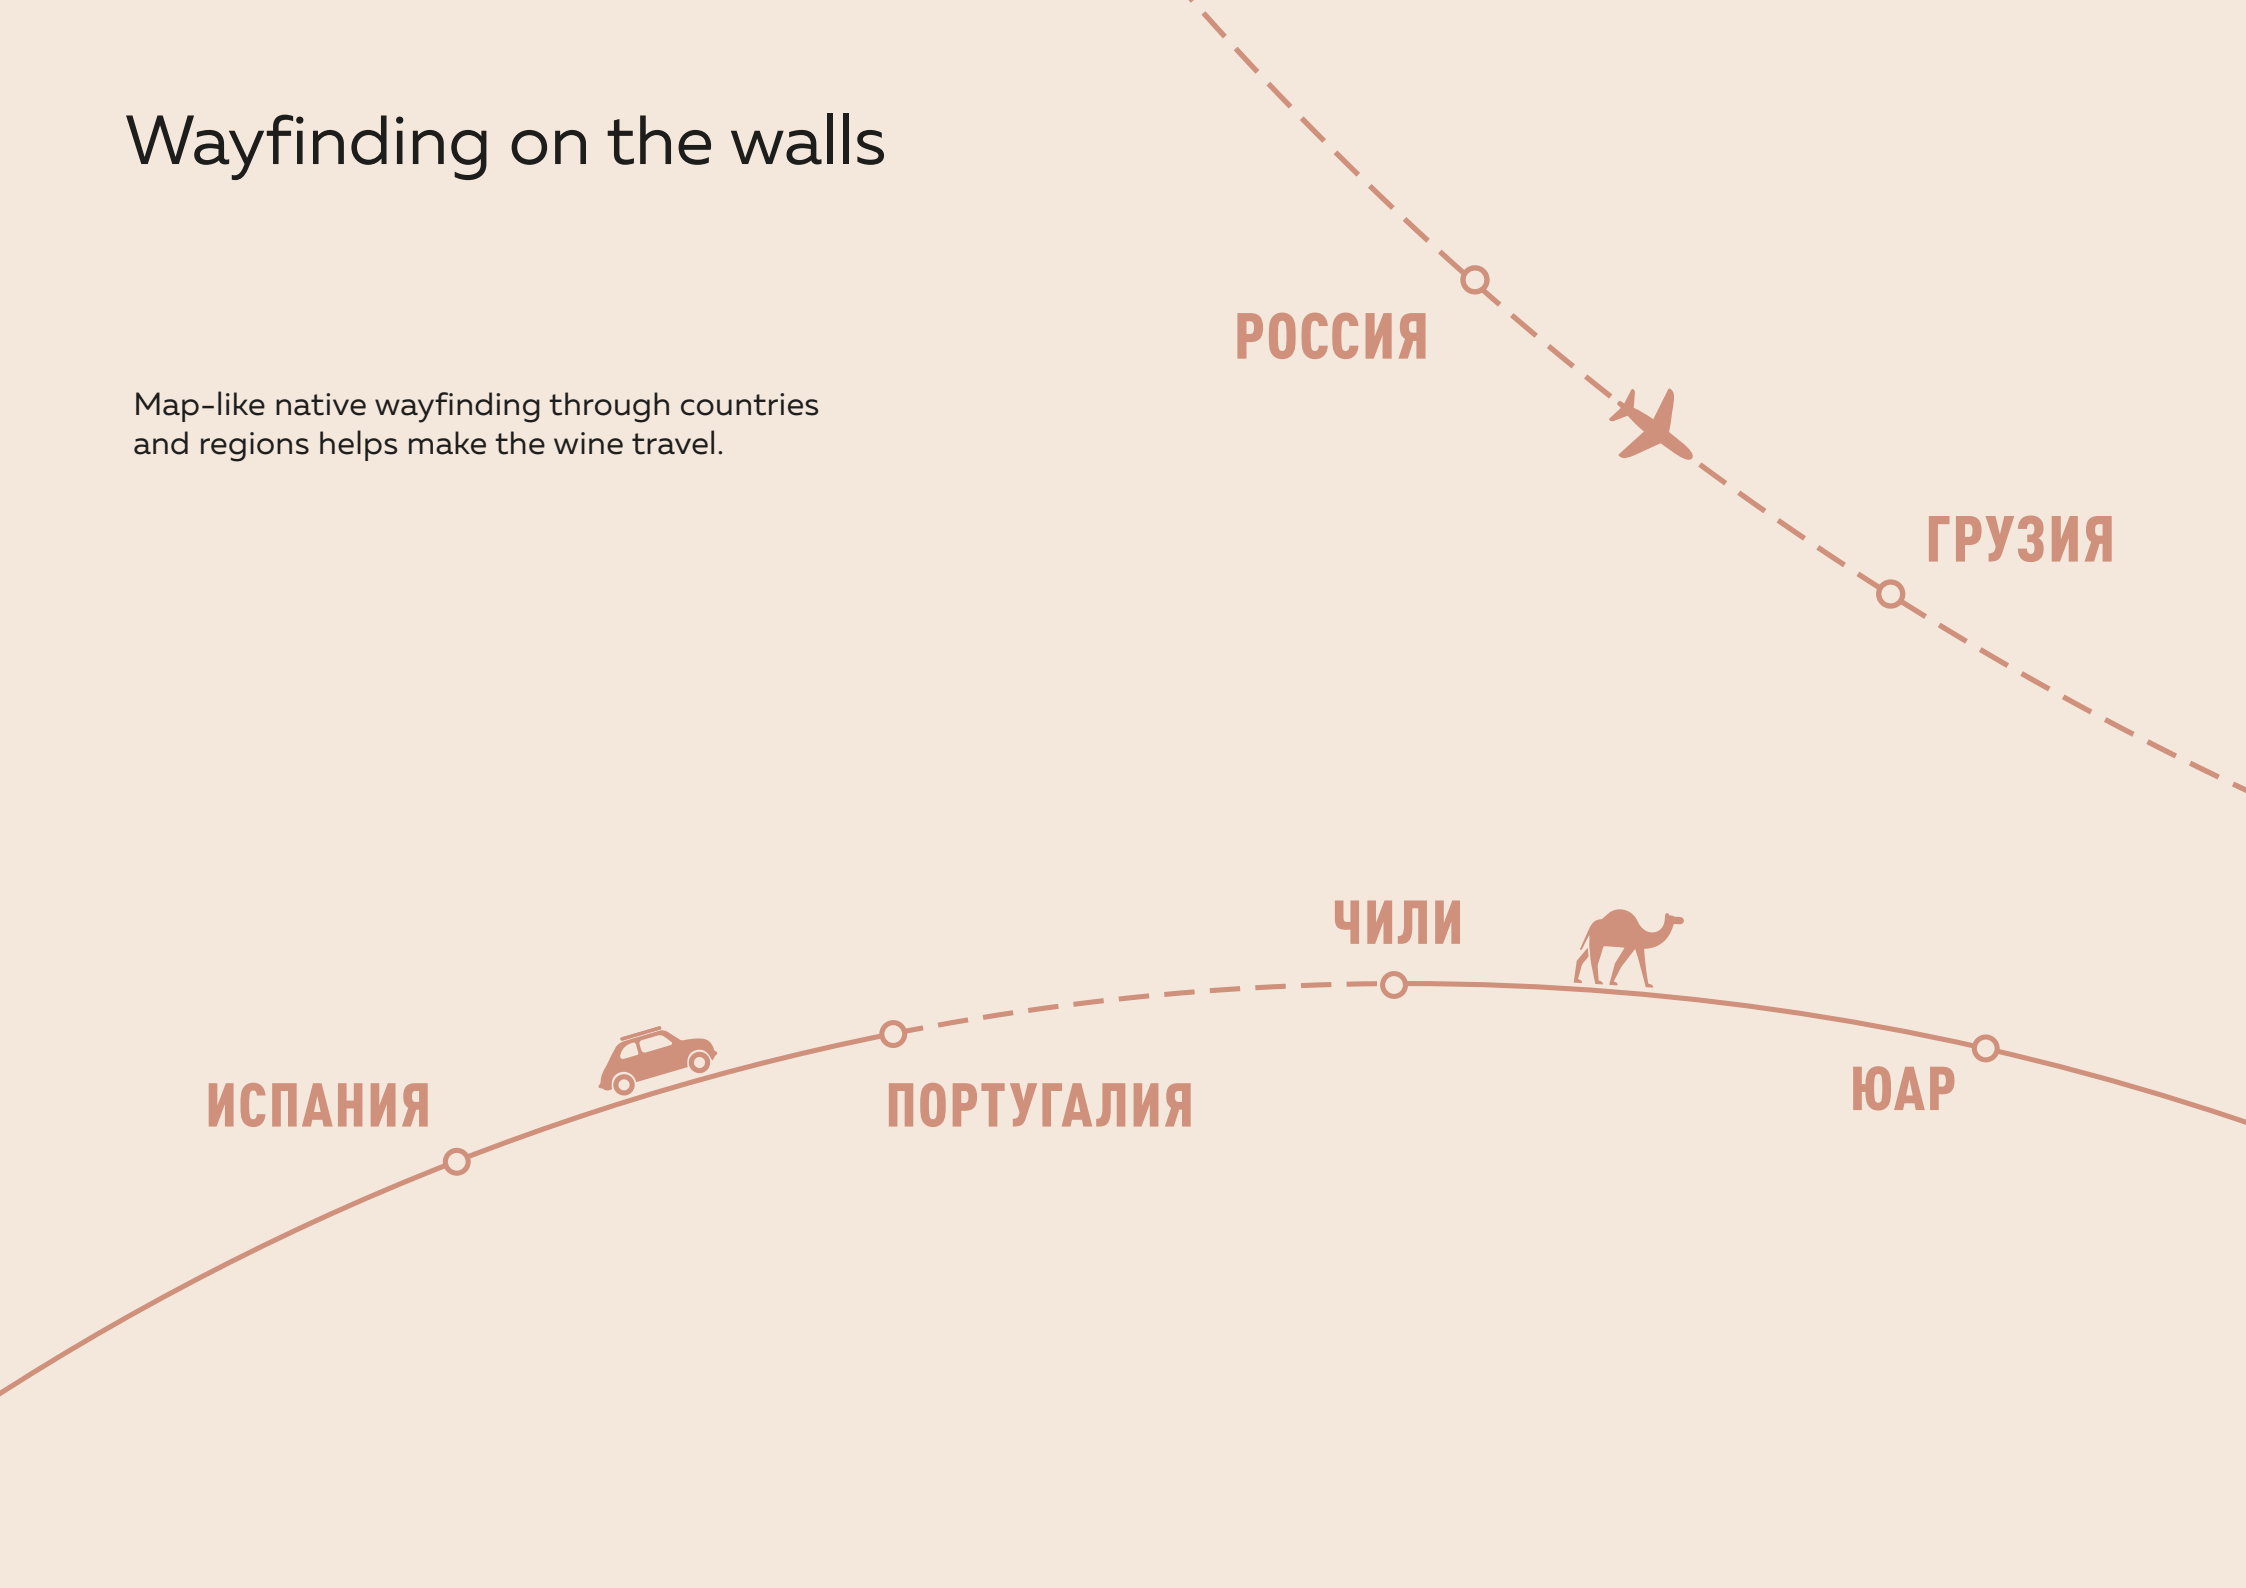 Wayfinding on the walls
Map-like native wayfinding through countries
and regions helps make the wine travel.
РОССИЯ
ГРУЗИЯ
ЧИЛИ
ИСПАНИЯ
ПОРТУГАЛИЯ
ЮАР